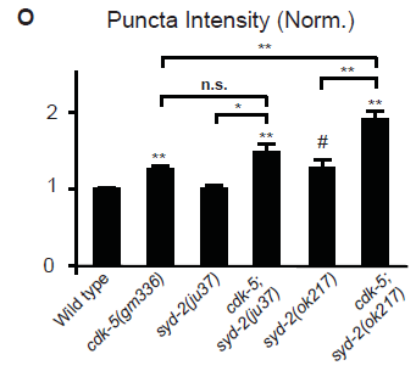 O
Puncta Intensity (Norm.)
**
n.s.
**
*
2
**
**
#
**
1
0
Wild type
cdk-5(gm336)
syd-2(ju37)
cdk-5;
syd-2(ju37)
syd-2(ok217)
cdk-5;
syd-2(ok217)